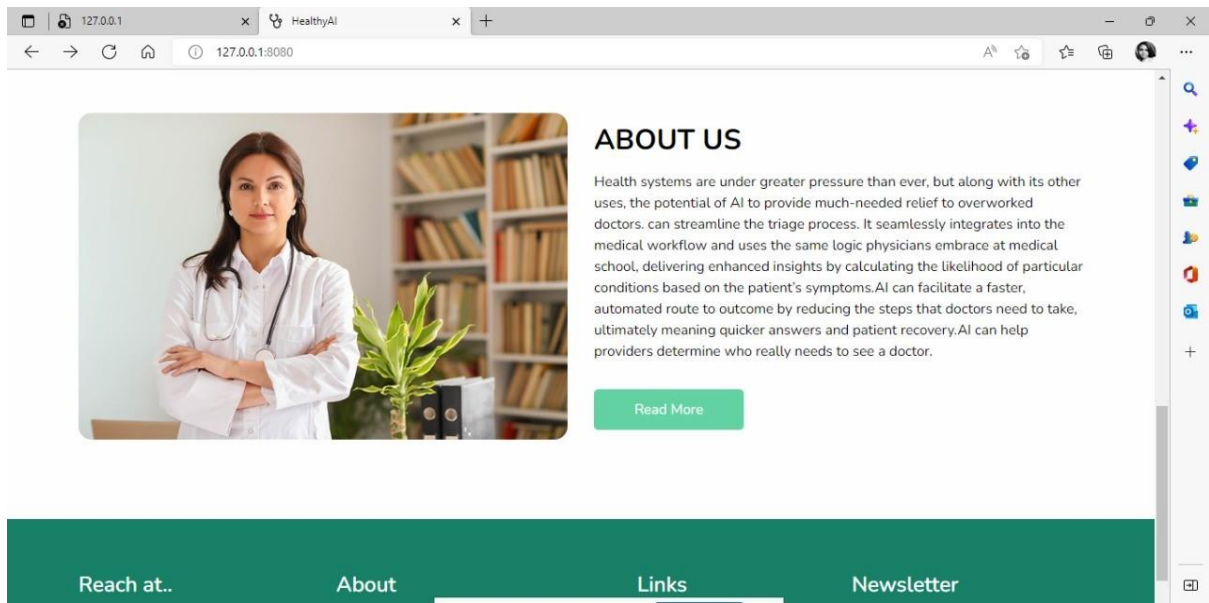 127.0.0.1
HealthyAI
127.0.0.1:8080
ABOUT US
Health systems are under greater pressure than ever, but along with its other
uses, the potential of AI to provide much-needed relief to overworked
doctors. can streamline the triage process. It seamlessly integrates into the
medical workflow and uses the same logic physicians embrace at medical
school, delivering enhanced insights by calculating the likelihood of particular
conditions based on the patient’s symptoms.AI can facilitate a faster,
automated route to outcome by reducing the steps that doctors need to take,
ultimately meaning quicker answers and patient recovery.AI can help
providers determine who really needs to see a doctor.
Read More
Reach at..
About
Links
Newsletter